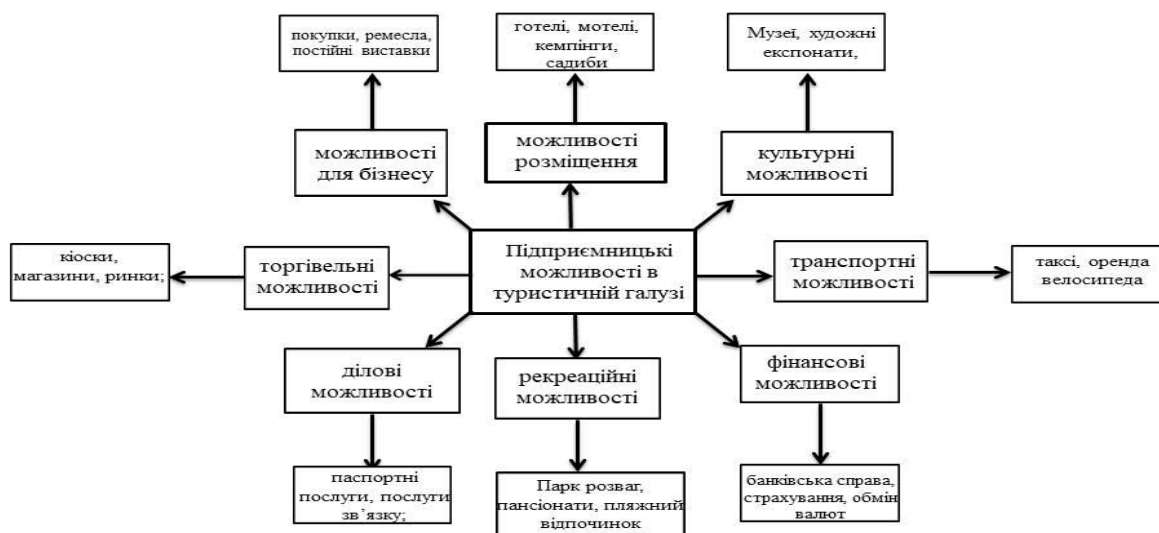 покупки, ремесла,
постійні виставки
готелі, мотелі,
кемпінги,
садиби
Музеї, художні
експонати,
можливості
для бізнесу
можливості
розміщення
культурні
можливості
кіоски,
магазини, ринки;
торгівельні
можливості
Підприємницькі
можливості в
туристичній галузі
транспортні
можливості
таксі, оренда
велосипеда
ділові
можливості
рекреаційні
можливості
фінансові
можливості
паспортні
послуги, послуги
зв’язку;
Парк розваг,
пансіонати, пляжний
відпочинок
банківська справа,
страхування, обмін
валют